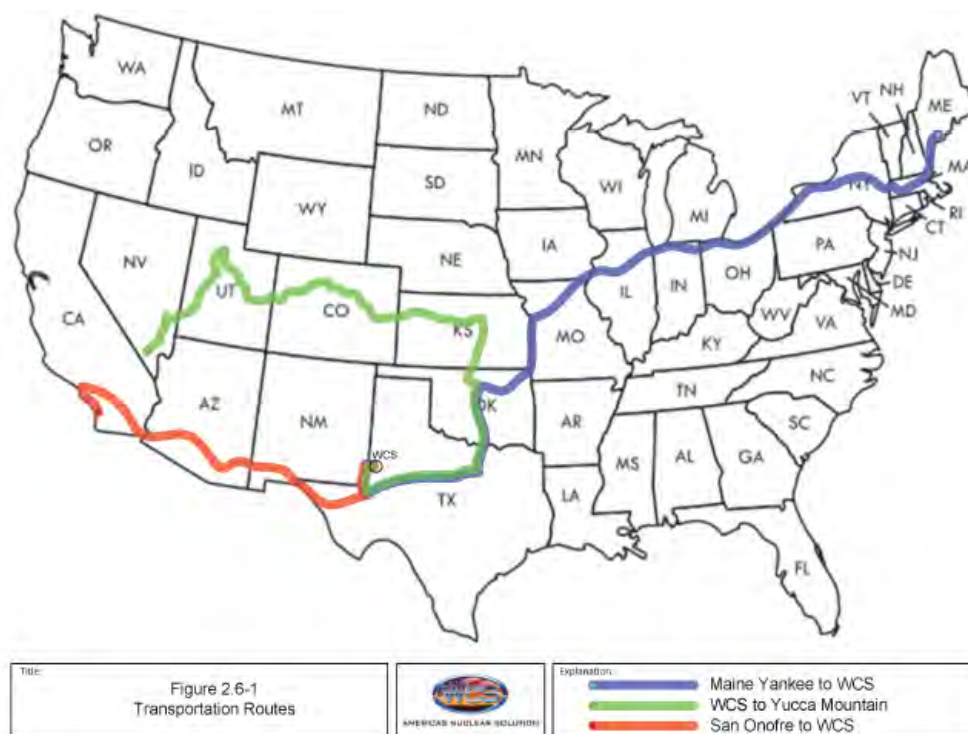 WA
MT
ND
MN
VT
NH
ME
OR
ID
SD
WI
MI
NY
MA
WY
RI
CT
NV
NE
IA
PA
NJ
UT
IL
IN
OH
DE
CA
CO
KS
MO
WV
VA
MD
KY
AZ
NM
OK
TN
NC
AR
SC
WCS
MS
AL
GA
TX
LA
FL
Title:
Figure 2.6-1
Transportation Routes
WCS
AMERICA'S NUCLEAR SOLUTION
Explanation:
Maine Yankee to WCS
WCS to Yucca Mountain
San Onofre to WCS